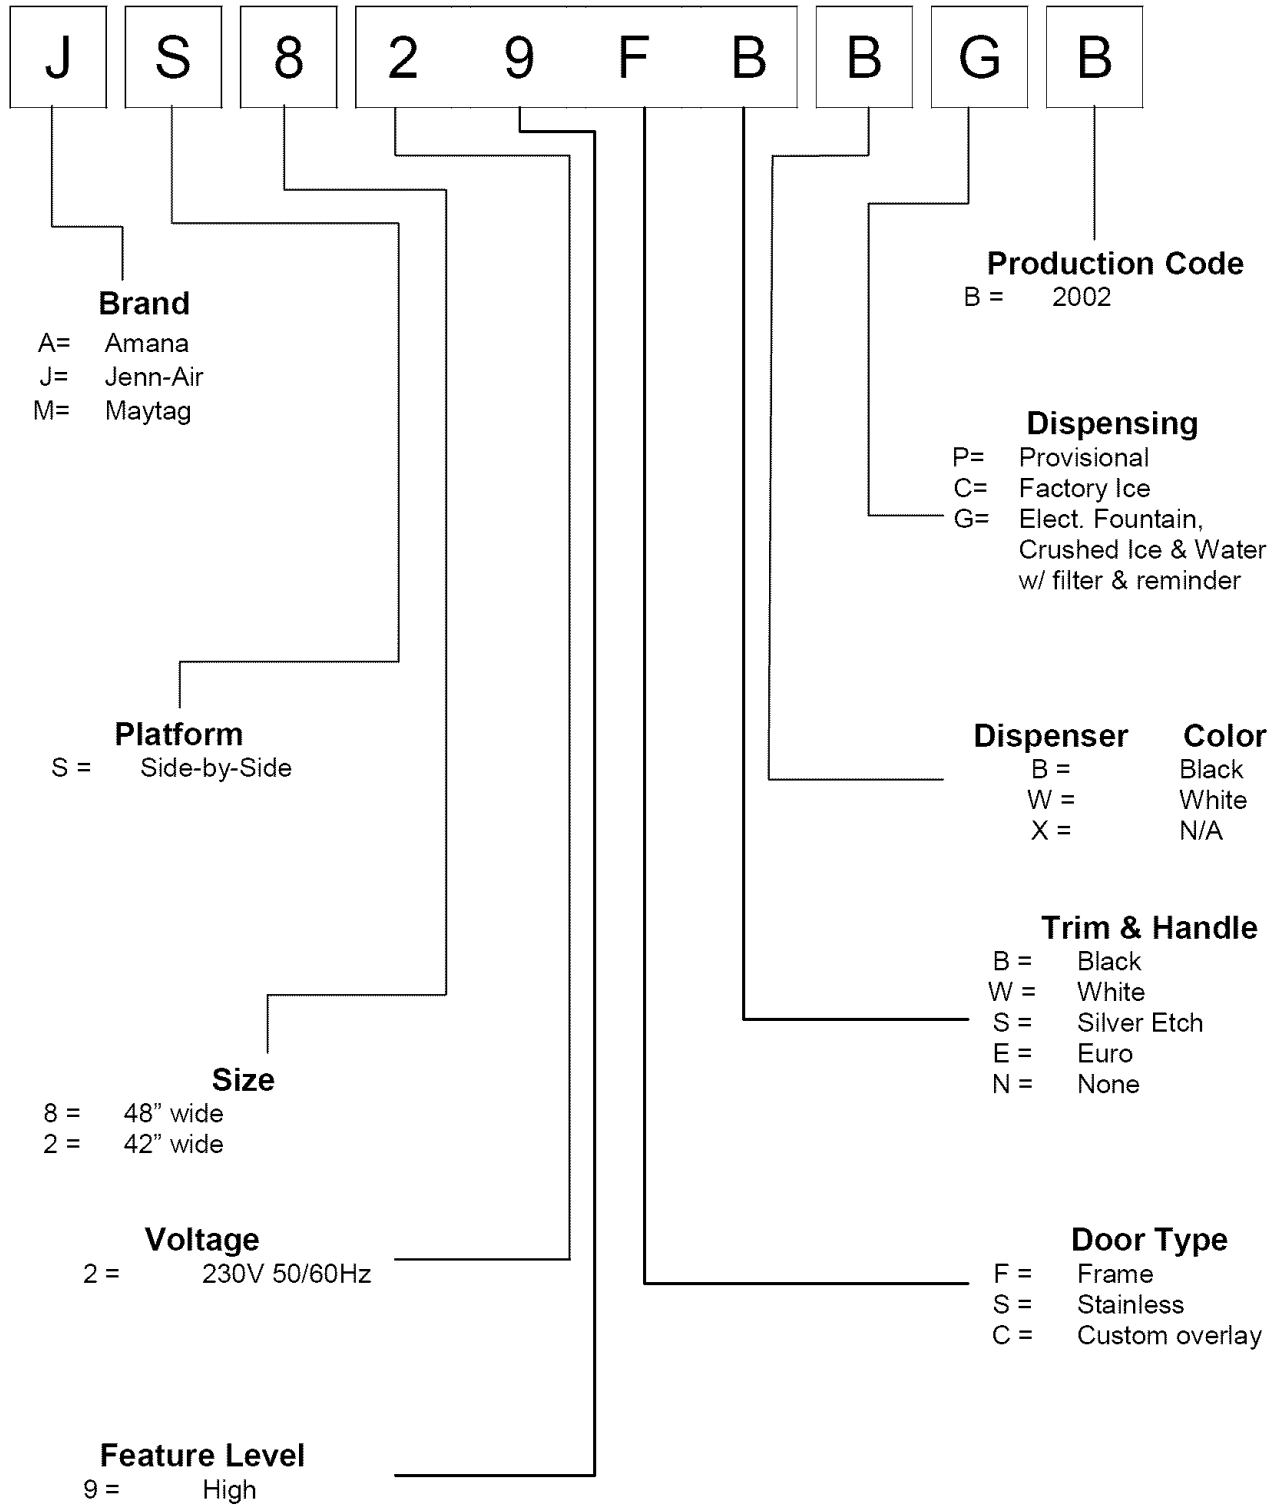 J S 8 2 9 F B B G B
Production Code
B = 2002
Brand
A= Amana
J= Jenn-Air
M= Maytag
Dispensing
P= Provisional
C= Factory Ice
G= Elect. Fountain,
Crushed Ice & Water
w/ filter & reminder
Platform
S = Side-by-Side
Dispenser Color
B = Black
W = White
X = N/A
Trim & Handle
B = Black
W = White
S = Silver Etch
E = Euro
N = None
Size
8 = 48” wide
2 = 42” wide
Voltage
2 = 230V 50/60Hz
Door Type
F = Frame
S = Stainless
C = Custom overlay
Feature Level
9 = High